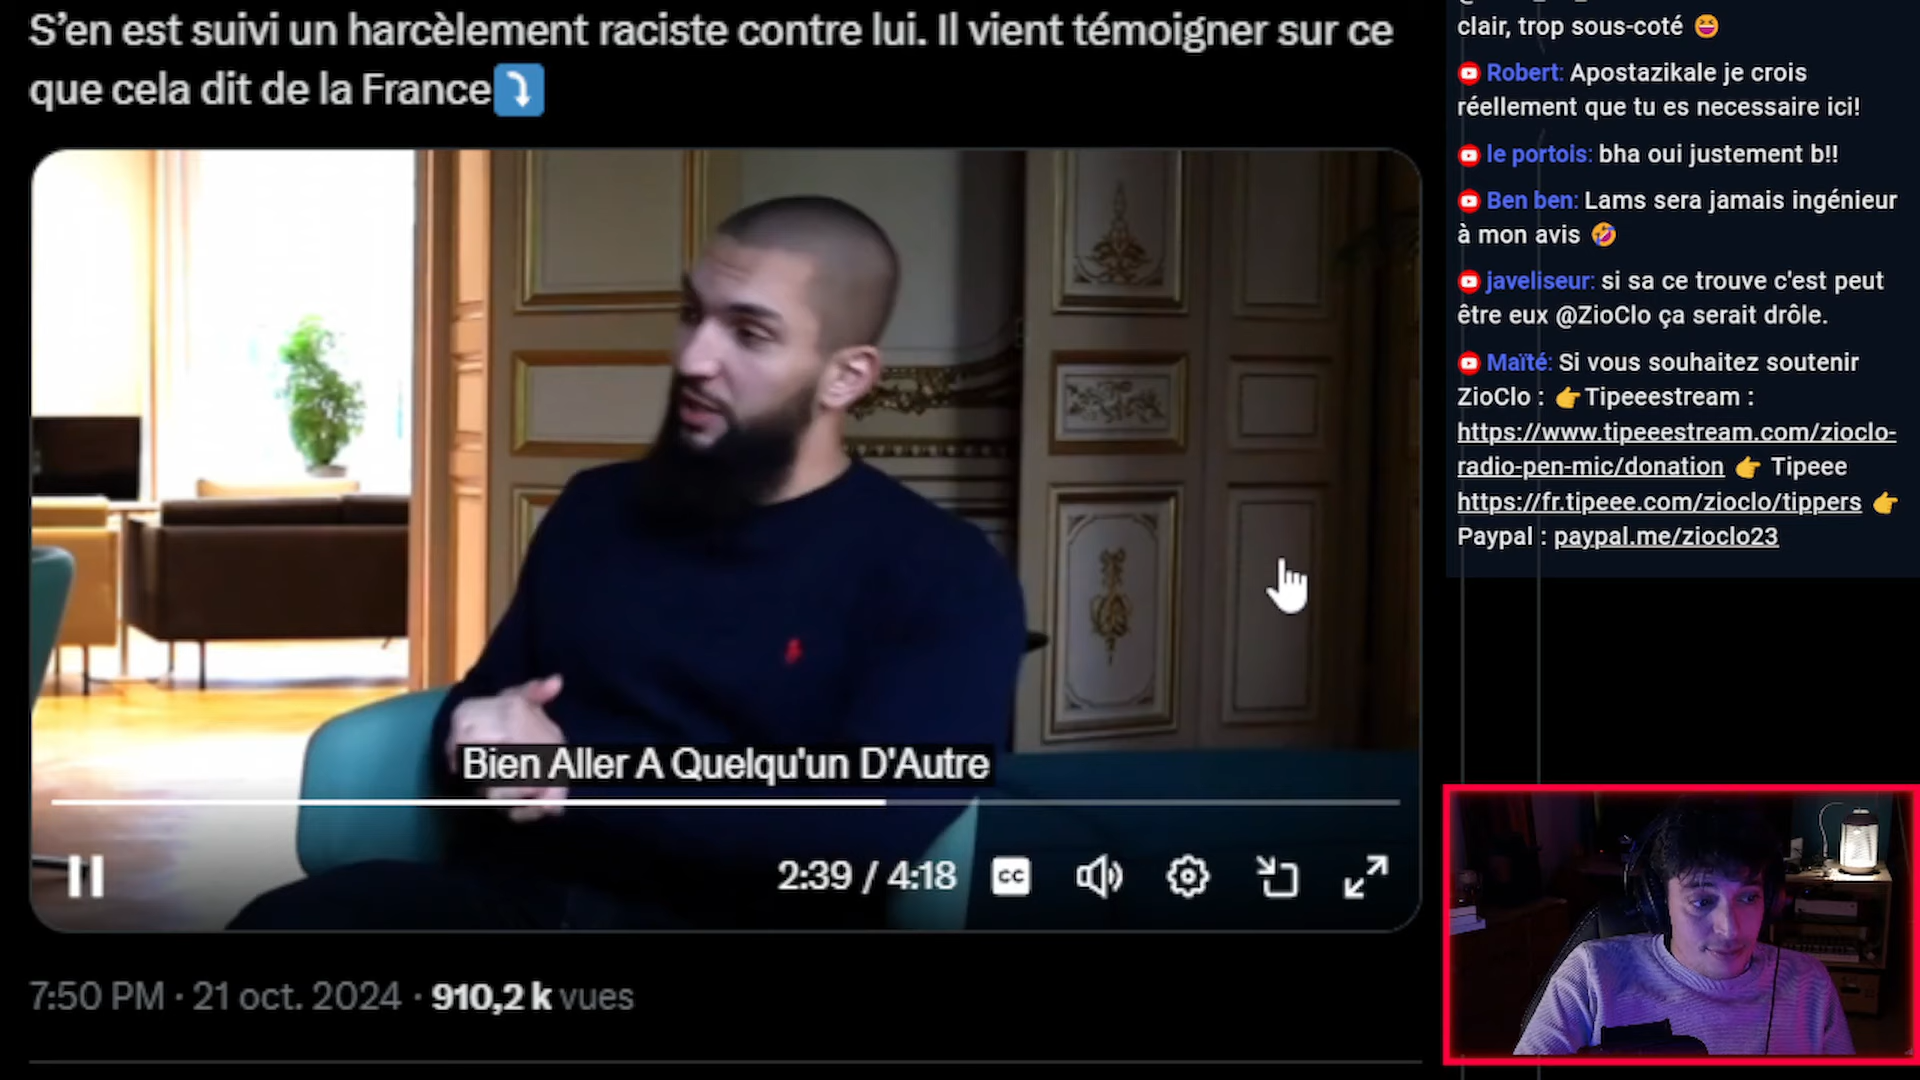 S’en est suivi un harcèlement raciste contre lui. Il vient témoigner sur ce
que cela dit de la France⤵️
Bien Aller A Quelqu'un D'Autre
2:39 / 4:18
CC
7:50 PM · 21 oct. 2024 · 910,2 k vues
clair, trop sous-coté 😆
Robert: Apostazikale je crois
réellement que tu es necessaire ici!
le portois: bha oui justement b!!
Ben ben: Lams sera jamais ingénieur
à mon avis 🤣
javeliseur: si sa ce trouve c'est peut
être eux @ZioClo ça serait drôle.
Maïté: Si vous souhaitez soutenir
ZioClo : 👉Tipeeestream :
https://www.tipeeestream.com/zioclo-
radio-pen-mic/donation 👉 Tipeee
https://fr.tipeee.com/zioclo/tippers 👉
Paypal : paypal.me/zioclo23